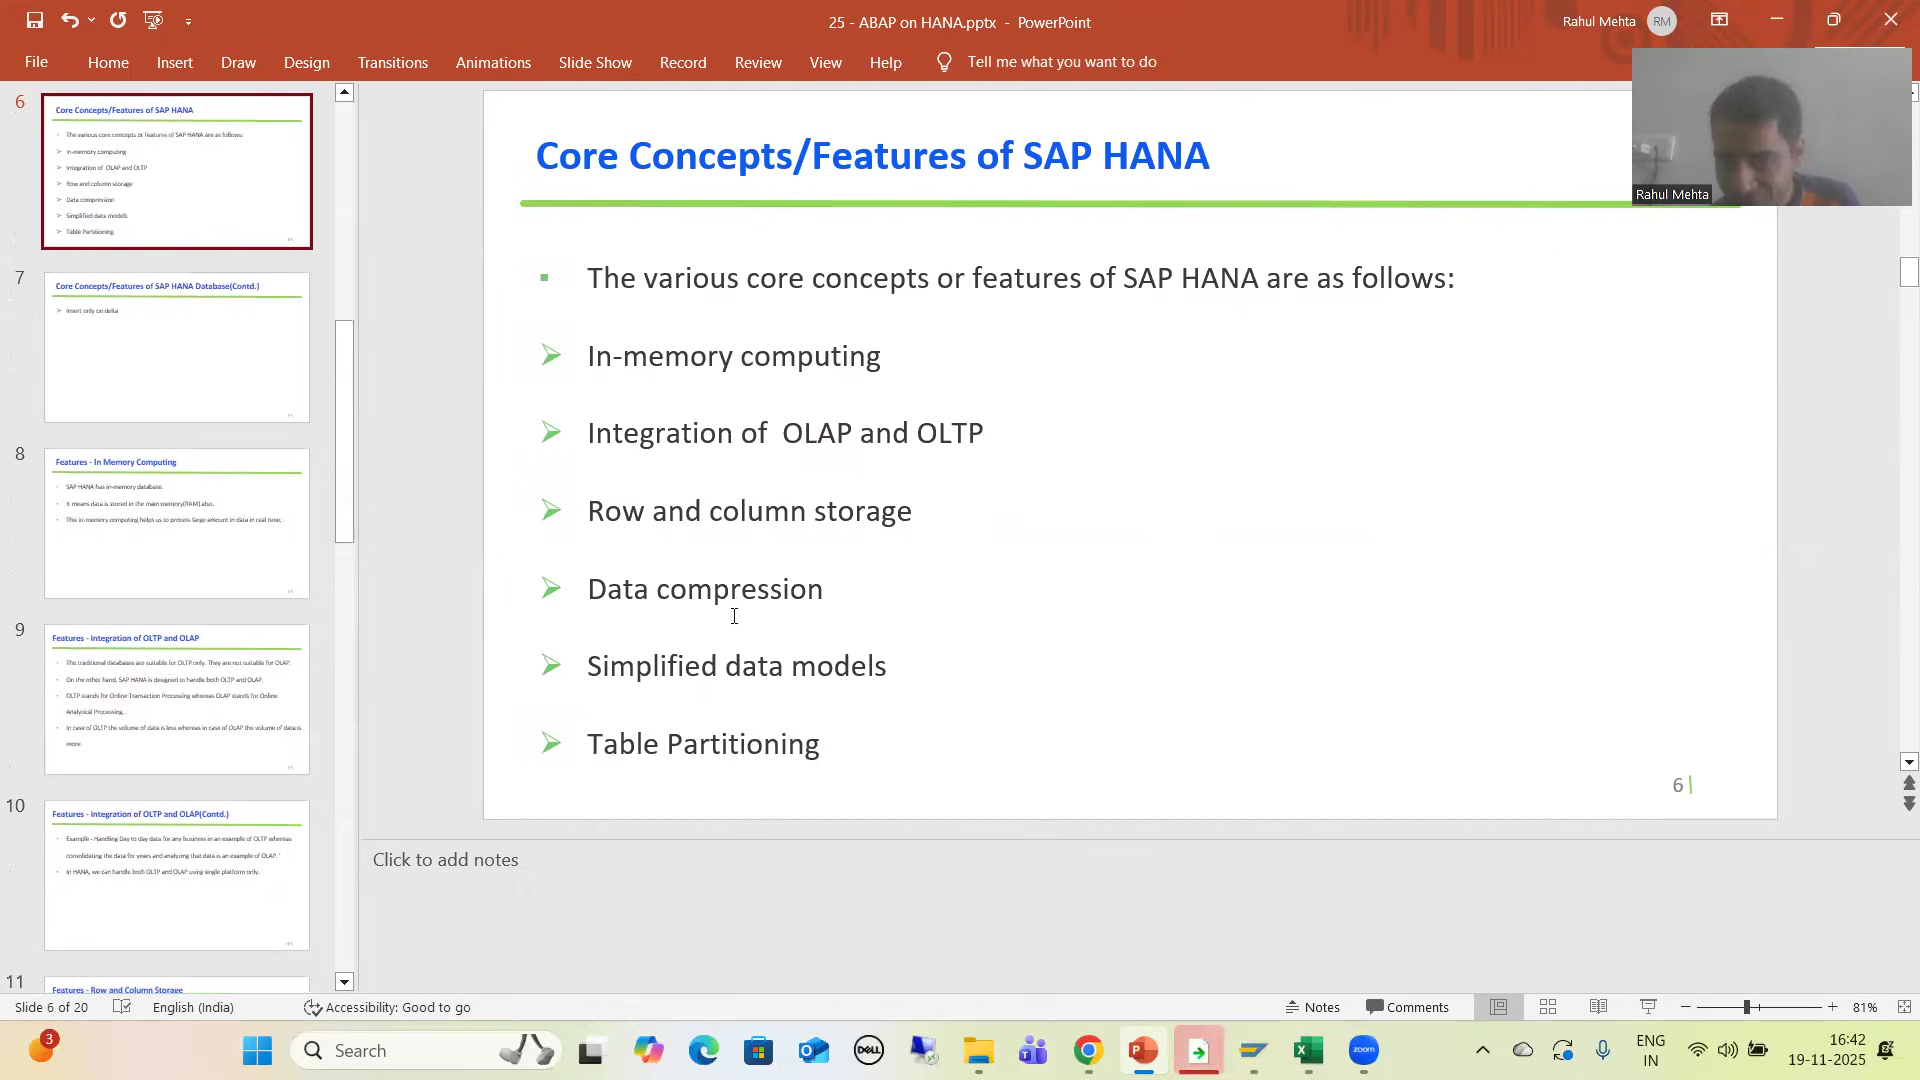 25 - ABAP on HANA.pptx - PowerPoint
Rahul Mehta
RM
File
Home
Insert
Draw
Design
Transitions
Animations
Slide Show
Record
Review
View
Help
Tell me what you want to do
6
Core Concepts/Features of SAP HANA
The various core concepts or features of SAP HANA are as follows:
In-memory computing
Integration of OLAP and OLTP
Row and column storage
Data compression
Simplified data models
Table Partitioning
7
Core Concepts/Features of SAP HANA Database(Contd.)
Insert only on delta
8
Features - In Memory Computing
SAP HANA has in-memory database.
It means data is stored in the main memory(RAM) also.
This in-memory computing helps us to process large amount in data in real time.
9
Features - Integration of OLTP and OLAP
The traditional databases are suitable for OLTP only. They are not suitable for OLAP.
On the other hand, SAP HANA is designed to handle both OLTP and OLAP.
OLTP stands for Online Transaction Processing whereas OLAP stands for Online
Analytical Processing.
In case of OLTP the volume of data is less whereas in case of OLAP the volume of data is
more.
10
Features - Integration of OLTP and OLAP(Contd.)
Example - Handling Day to day data for any business in an example of OLTP whereas
consolidating the data for years and analyzing that data is an example of OLAP.
In HANA, we can handle both OLTP and OLAP using single platform only.
11
Features - Row and Column Storage
Core Concepts/Features of SAP HANA
The various core concepts or features of SAP HANA are as follows:
In-memory computing
Integration of  OLAP and OLTP
Row and column storage
Data compression
Simplified data models
Table Partitioning
6
Rahul Mehta
Click to add notes
Slide 6 of 20
English (India)
Accessibility: Good to go
Notes
Comments
81%
3
Search
DELL
zoom
ENG
IN
16:42
19-11-2025